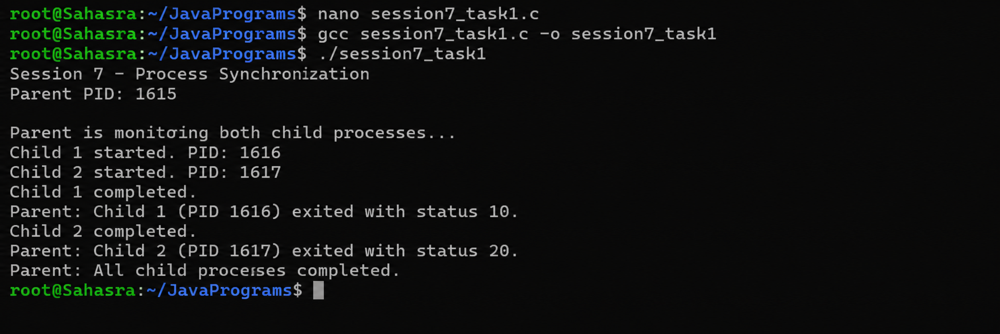 root@Sahasra:~/JavaPrograms$ nano session7_task1.c
root@Sahasra:~/JavaPrograms$ gcc session7_task1.c -o session7_task1
root@Sahasra:~/JavaPrograms$ ./session7_task1
Session 7 - Process Synchronization
Parent PID: 1615

Parent is monitoing both child processes...
Child 1 started. PID: 1616
Child 2 started. PID: 1617
Child 1 completed.
Parent: Child 1 (PID 1616) exited with status 10.
Child 2 completed.
Parent: Child 2 (PID 1617) exited with status 20.
Parent: All child processes completed.
root@Sahasra:~/JavaPrograms$